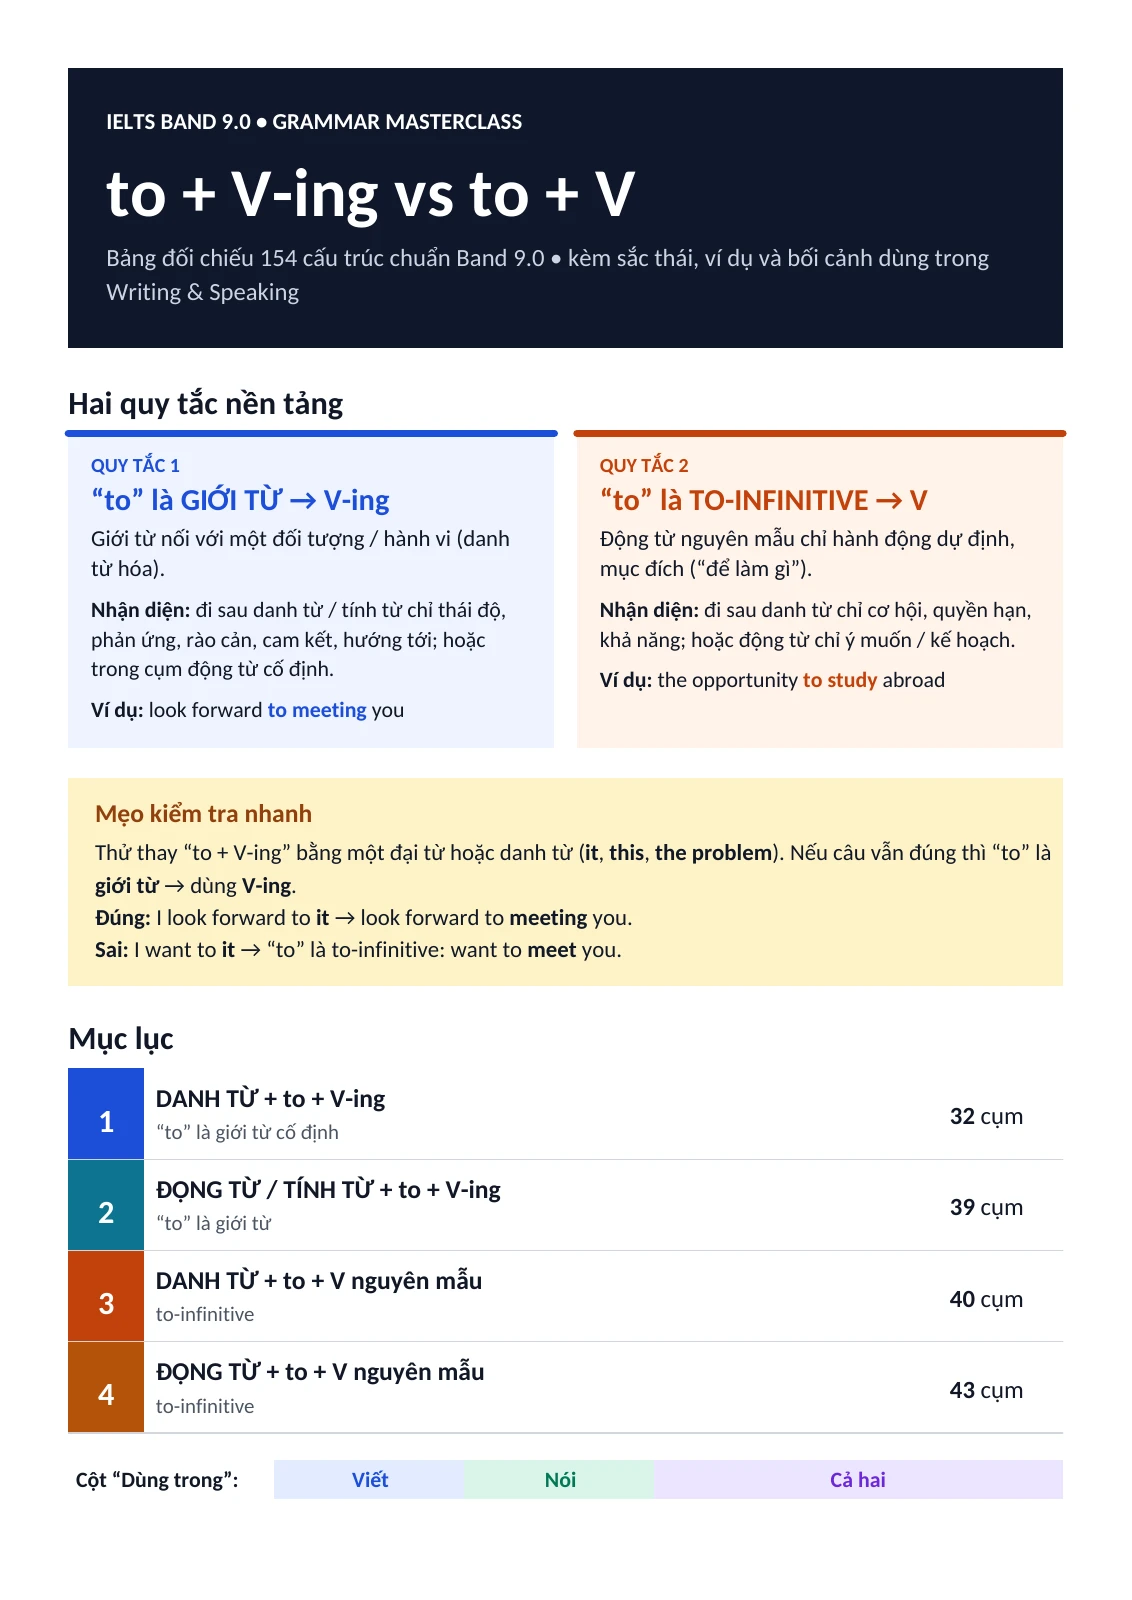 IELTS BAND 9.0 • GRAMMAR MASTERCLASS
to + V-ing vs to + V
Bảng đối chiếu 154 cấu trúc chuẩn Band 9.0 • kèm sắc thái, ví dụ và bối cảnh dùng trong
Writing & Speaking
Hai quy tắc nền tảng
QUY TẮC 1
“to” là GIỚI TỪ → V-ing
Giới từ nối với một đối tượng / hành vi (danh
từ hóa).
Nhận diện: đi sau danh từ / tính từ chỉ thái độ,
phản ứng, rào cản, cam kết, hướng tới; hoặc
trong cụm động từ cố định.
Ví dụ: look forward to meeting you
QUY TẮC 2
“to” là TO-INFINITIVE → V
Động từ nguyên mẫu chỉ hành động dự định,
mục đích (“để làm gì”).
Nhận diện: đi sau danh từ chỉ cơ hội, quyền hạn,
khả năng; hoặc động từ chỉ ý muốn / kế hoạch.
Ví dụ: the opportunity to study abroad
Mẹo kiểm tra nhanh
Thử thay “to + V-ing” bằng một đại từ hoặc danh từ (it, this, the problem). Nếu câu vẫn đúng thì “to” là
giới từ → dùng V-ing.
Đúng: I look forward to it → look forward to meeting you.
Sai: I want to it → “to” là to-infinitive: want to meet you.
Mục lục
1
DANH TỪ + to + V-ing
“to” là giới từ cố định
32 cụm
2
ĐỘNG TỪ / TÍNH TỪ + to + V-ing
“to” là giới từ
39 cụm
3
DANH TỪ + to + V nguyên mẫu
to-infinitive
40 cụm
4
ĐỘNG TỪ + to + V nguyên mẫu
to-infinitive
43 cụm
Cột “Dùng trong”:
Viết
Nói
Cả hai